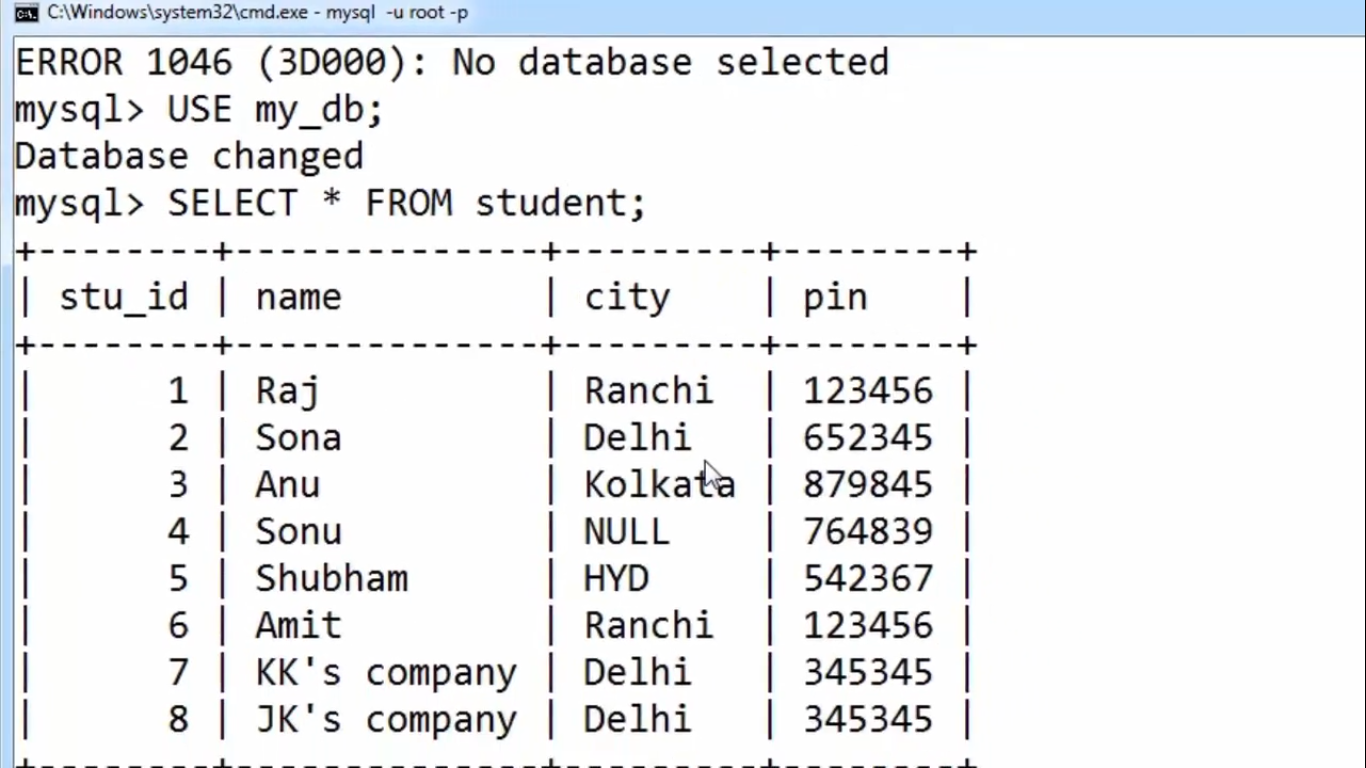 C:\Windows\system32\cmd.exe - mysql  -u root -p
ERROR 1046 (3D000): No database selected
mysql> USE my_db;
Database changed
mysql> SELECT * FROM student;
+--------+--------------+---------+--------+
| stu_id | name         | city    | pin    |
+--------+--------------+---------+--------+
|      1 | Raj          | Ranchi  | 123456 |
|      2 | Sona         | Delhi   | 652345 |
|      3 | Anu          | Kolkata | 879845 |
|      4 | Sonu         | NULL    | 764839 |
|      5 | Shubham      | HYD     | 542367 |
|      6 | Amit         | Ranchi  | 123456 |
|      7 | KK's company | Delhi   | 345345 |
|      8 | JK's company | Delhi   | 345345 |
+--------+--------------+---------+--------+